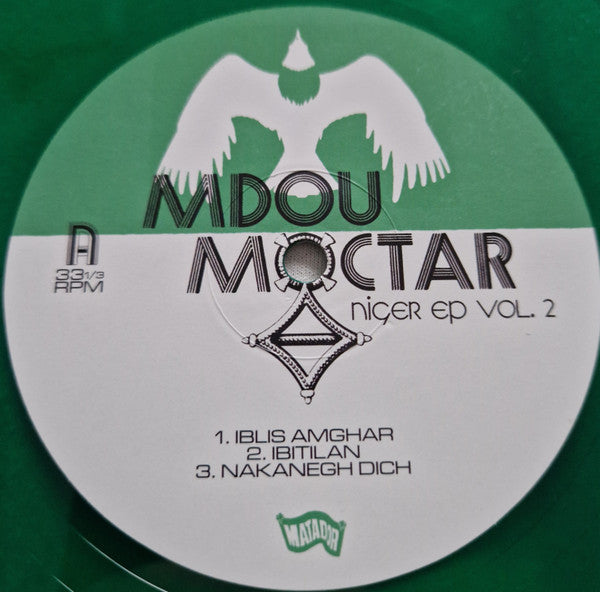 MDOU
MOCTAR
A
33 1/3
RPM
niger EP VOL. 2
1. IBLIS AMGHAR
2. IBITILAN
3. NAKANEGH DICH
MATADOR